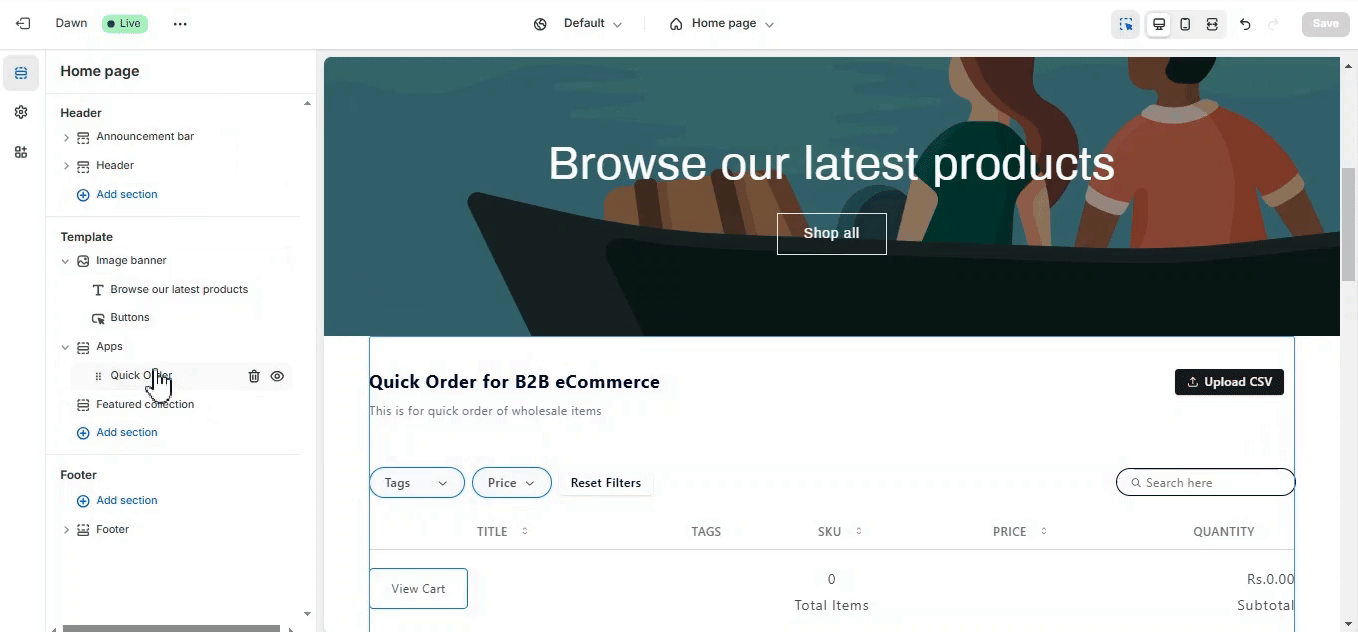 Dawn Live Default Home page Save
Home page
Header
Announcement bar
Header
Add section
Template
Image banner
Browse our latest products
Buttons
Apps
Quick Order
Featured collection
Add section
Footer
Add section
Footer
Browse our latest products
Shop all
Quick Order for B2B eCommerce
Upload CSV
This is for quick order of wholesale items
Tags Price Reset Filters Search here
TITLE TAGS SKU PRICE QUANTITY
View Cart
0 Rs.0.00
Total Items Subtotal